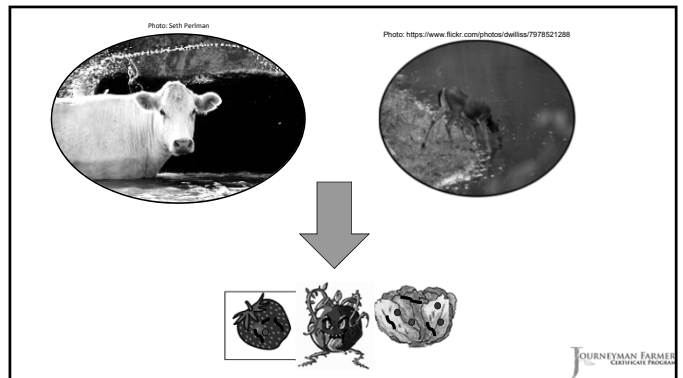 Photo: Seth Perlman
Photo: https://www.flickr.com/photos/dwilliss/7978521288
JOURNEYMAN FARMER
CERTIFICATE PROGRAM